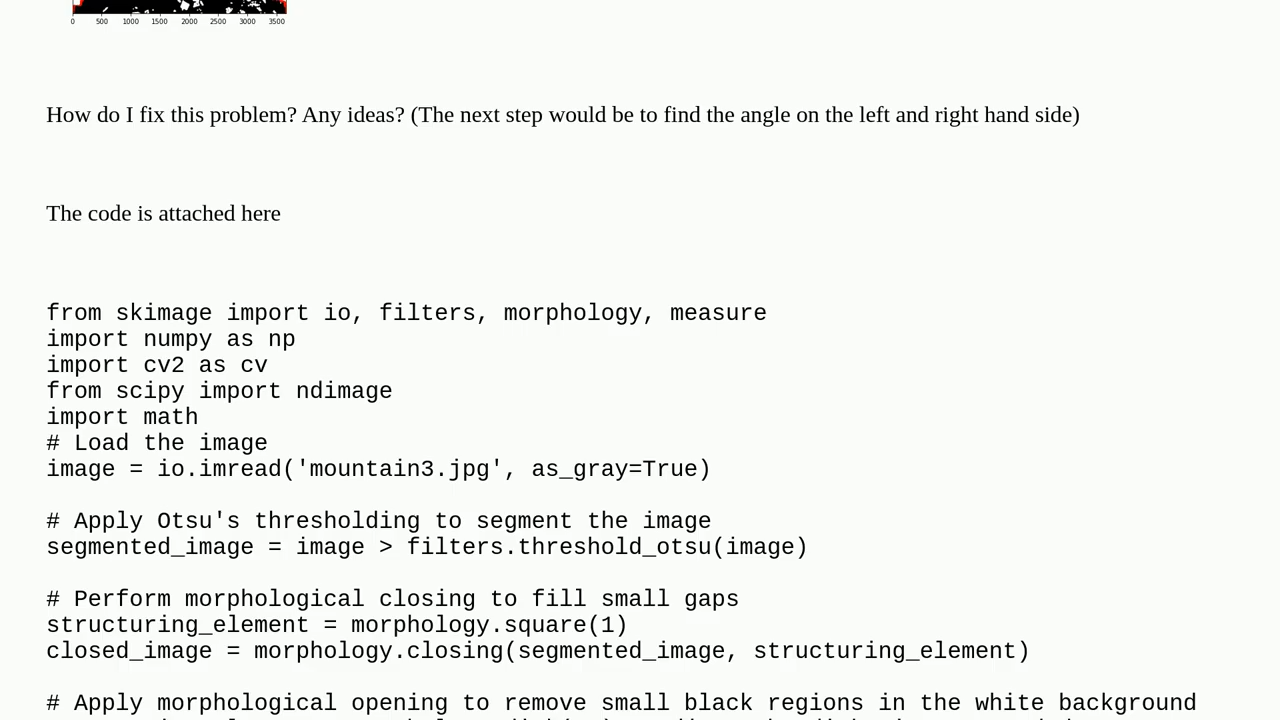 0 500 1000 1500 2000 2500 3000 3500
How do I fix this problem? Any ideas? (The next step would be to find the angle on the left and right hand side)
The code is attached here
from skimage import io, filters, morphology, measure
import numpy as np
import cv2 as cv
from scipy import ndimage
import math
# Load the image
image = io.imread('mountain3.jpg', as_gray=True)
# Apply Otsu's thresholding to segment the image
segmented_image = image > filters.threshold_otsu(image)
# Perform morphological closing to fill small gaps
structuring_element = morphology.square(1)
closed_image = morphology.closing(segmented_image, structuring_element)
# Apply morphological opening to remove small black regions in the white background